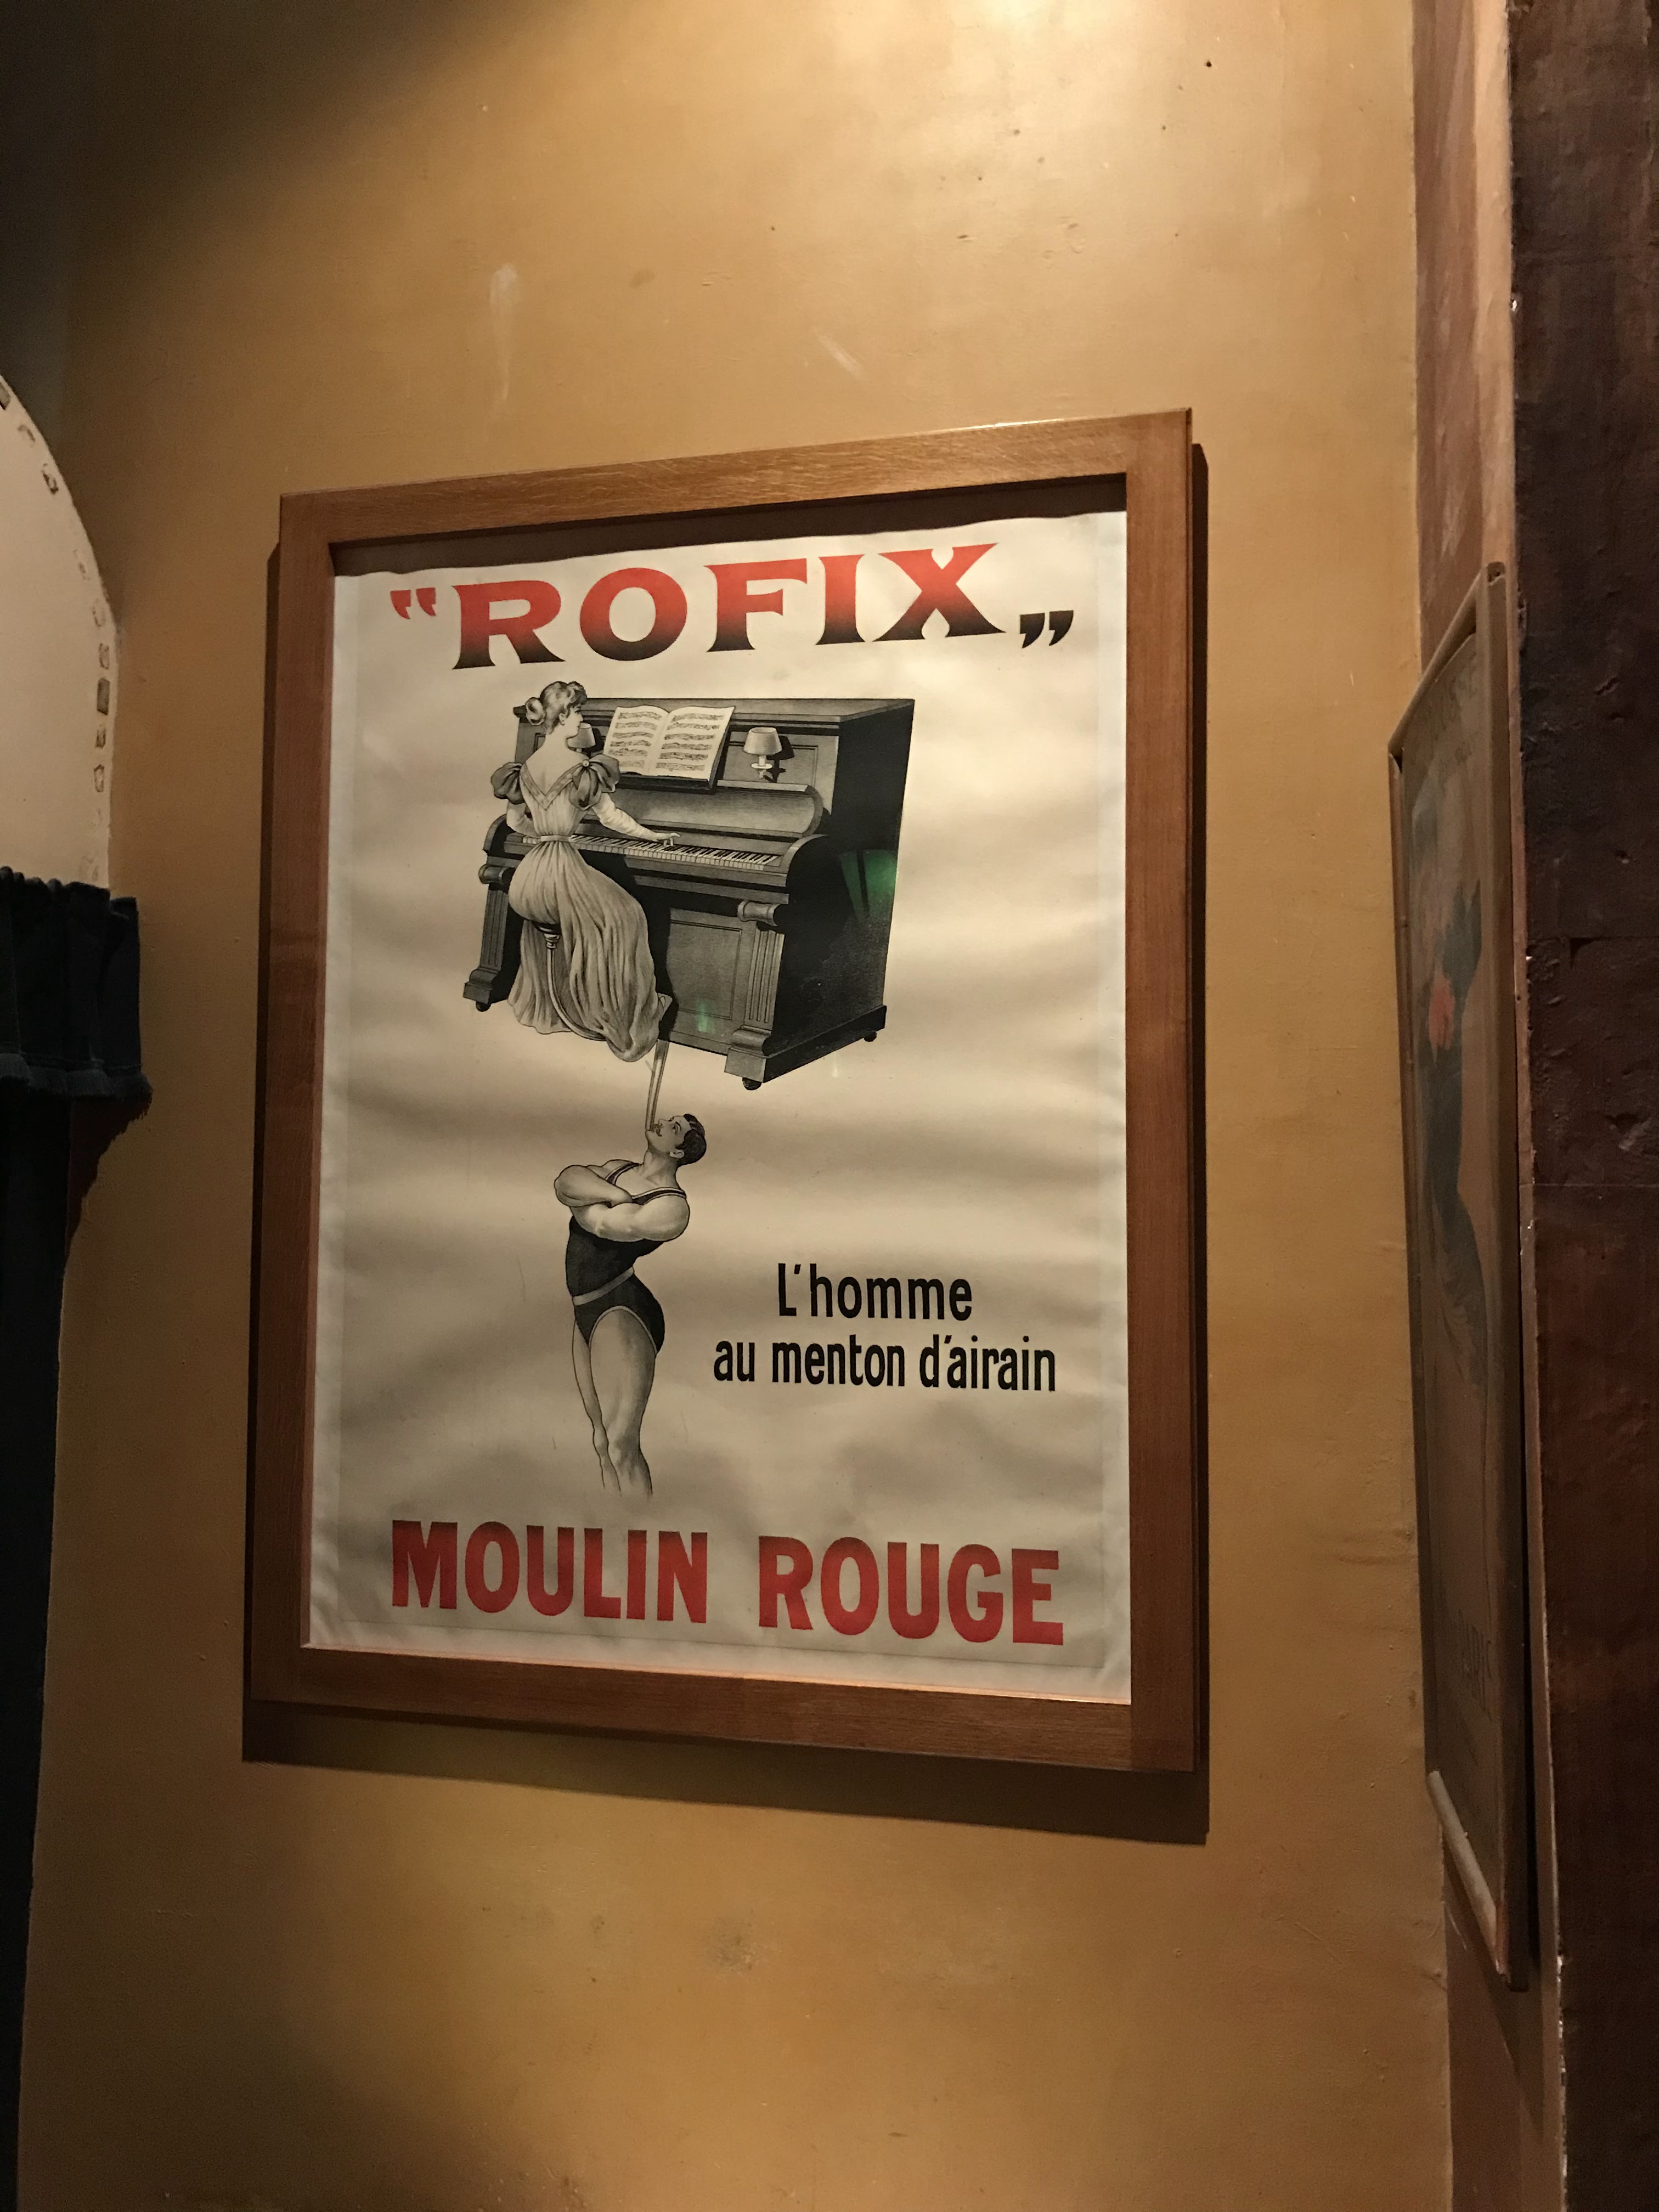 "ROFIX„
L'homme
au menton d'airain
MOULIN ROUGE